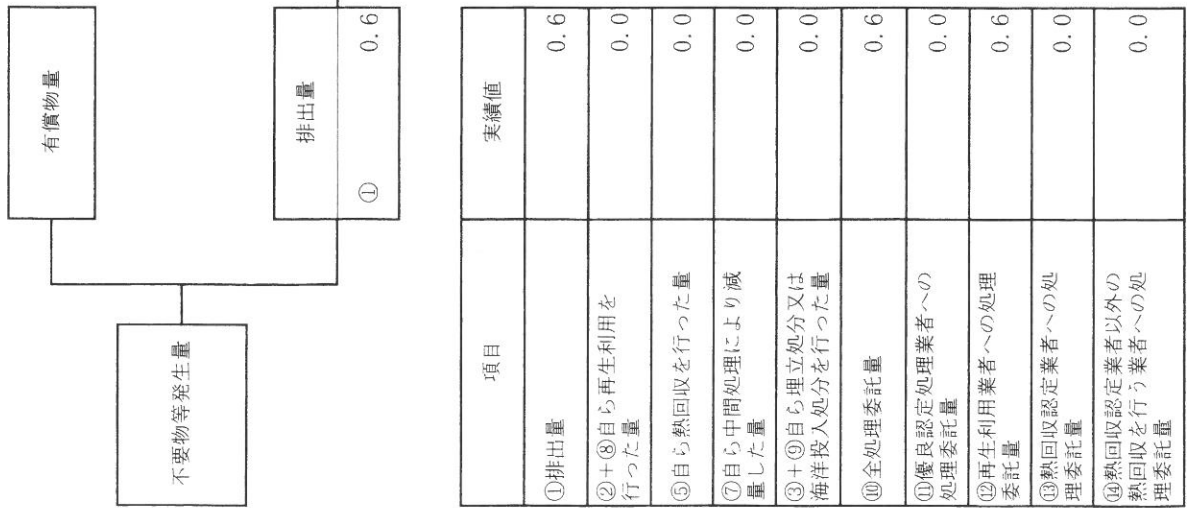 有償物量
不要物等発生量
排出量
① 0.6
項目 実績値
①排出量 0.6
②+⑧自ら再生利用を
行った量 0.0
⑤自ら熱回収を行った量 0.0
⑦自ら中間処理により減
量した量 0.0
③+⑨自ら埋立処分又は
海洋投入処分を行った量 0.0
⑩全処理委託量 0.6
⑪優良認定処理業者への
処理委託量 0.0
⑫再生利用業者への処理
委託量 0.6
⑬熱回収認定業者への処
理委託量 0.0
⑭熱回収認定業者以外の
熱回収を行う業者への処
理委託量 0.0